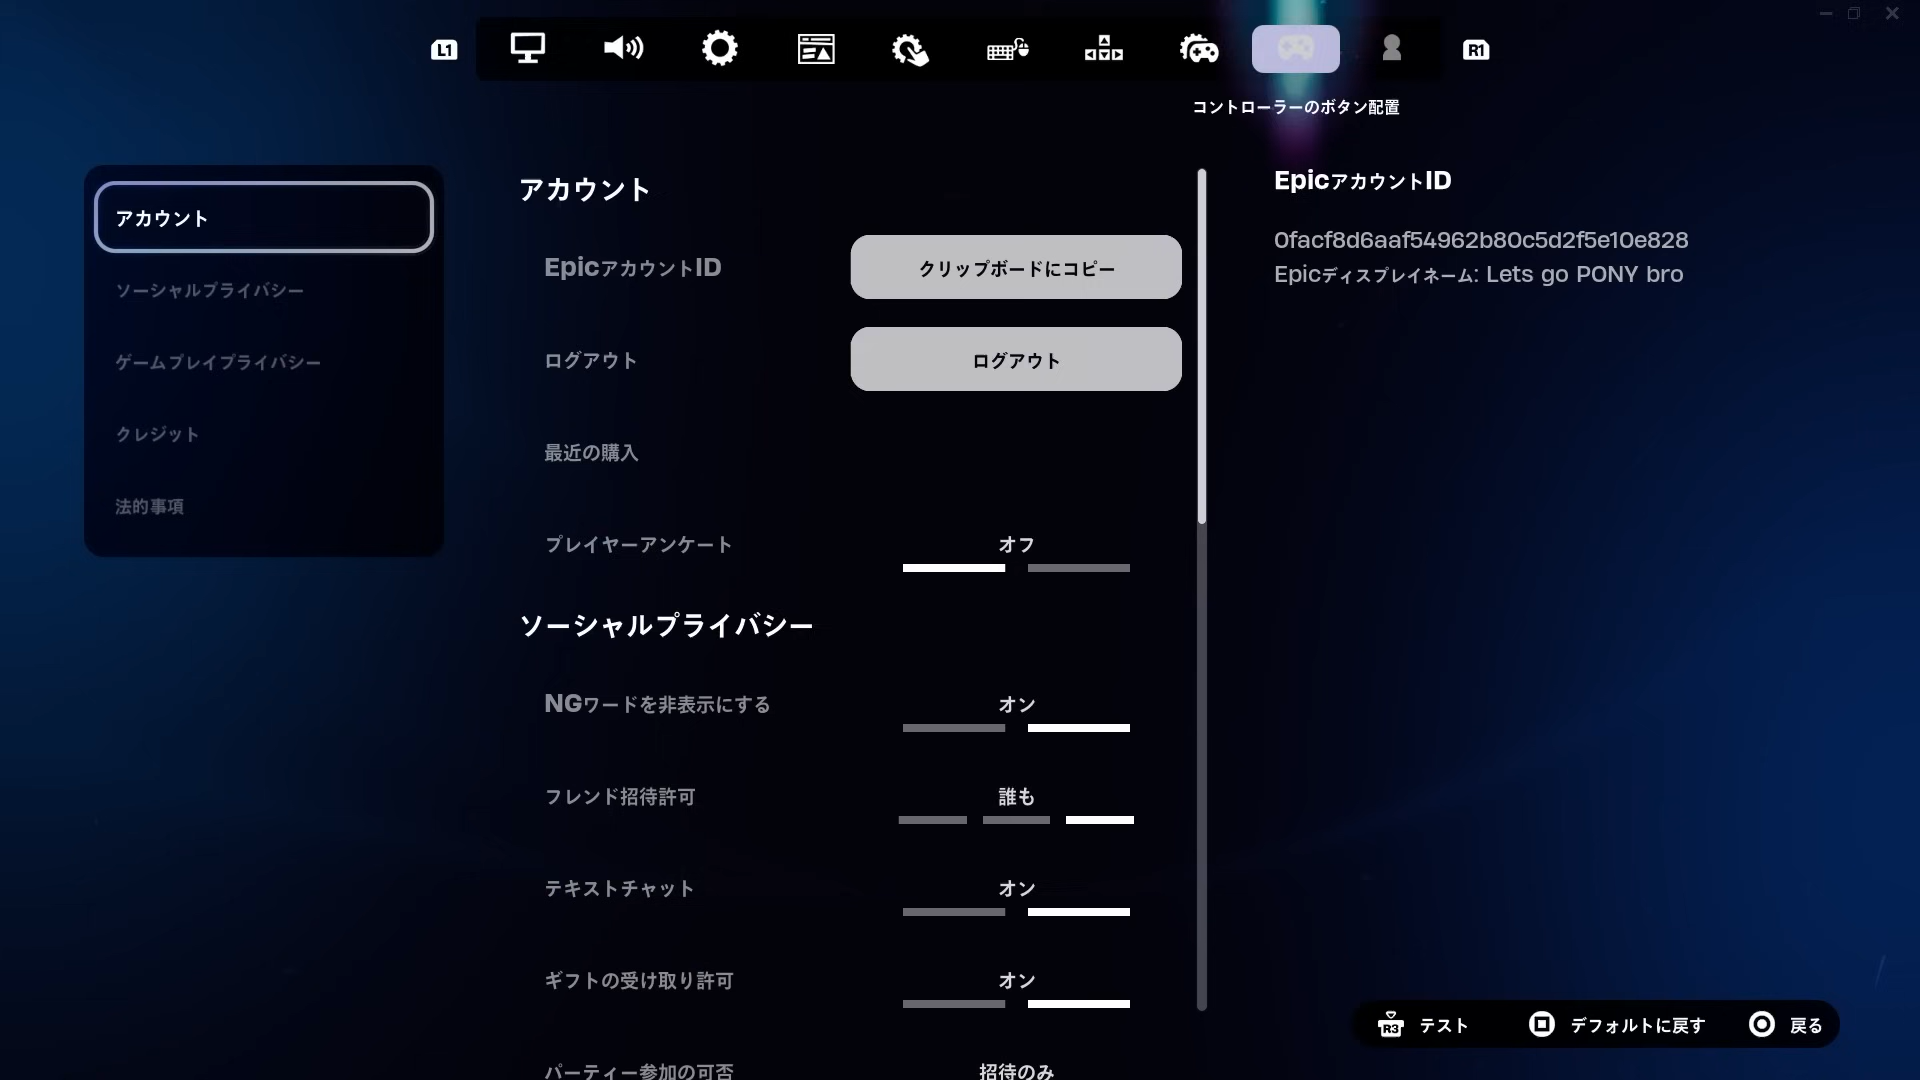 L1
R1
コントローラーのボタン配置
アカウント
ソーシャルプライバシー
ゲームプレイプライバシー
クレジット
法的事項
アカウント
EpicアカウントID
クリップボードにコピー
ログアウト
ログアウト
最近の購入
プレイヤーアンケート
オフ
ソーシャルプライバシー
NGワードを非表示にする
オン
フレンド招待許可
誰も
テキストチャット
オン
ギフトの受け取り許可
オン
パーティー参加の可否
招待のみ
EpicアカウントID
0facf8d6aaf54962b80c5d2f5e10e828
Epicディスプレイネーム: Lets go PONY bro
R3 テスト
デフォルトに戻す
戻る